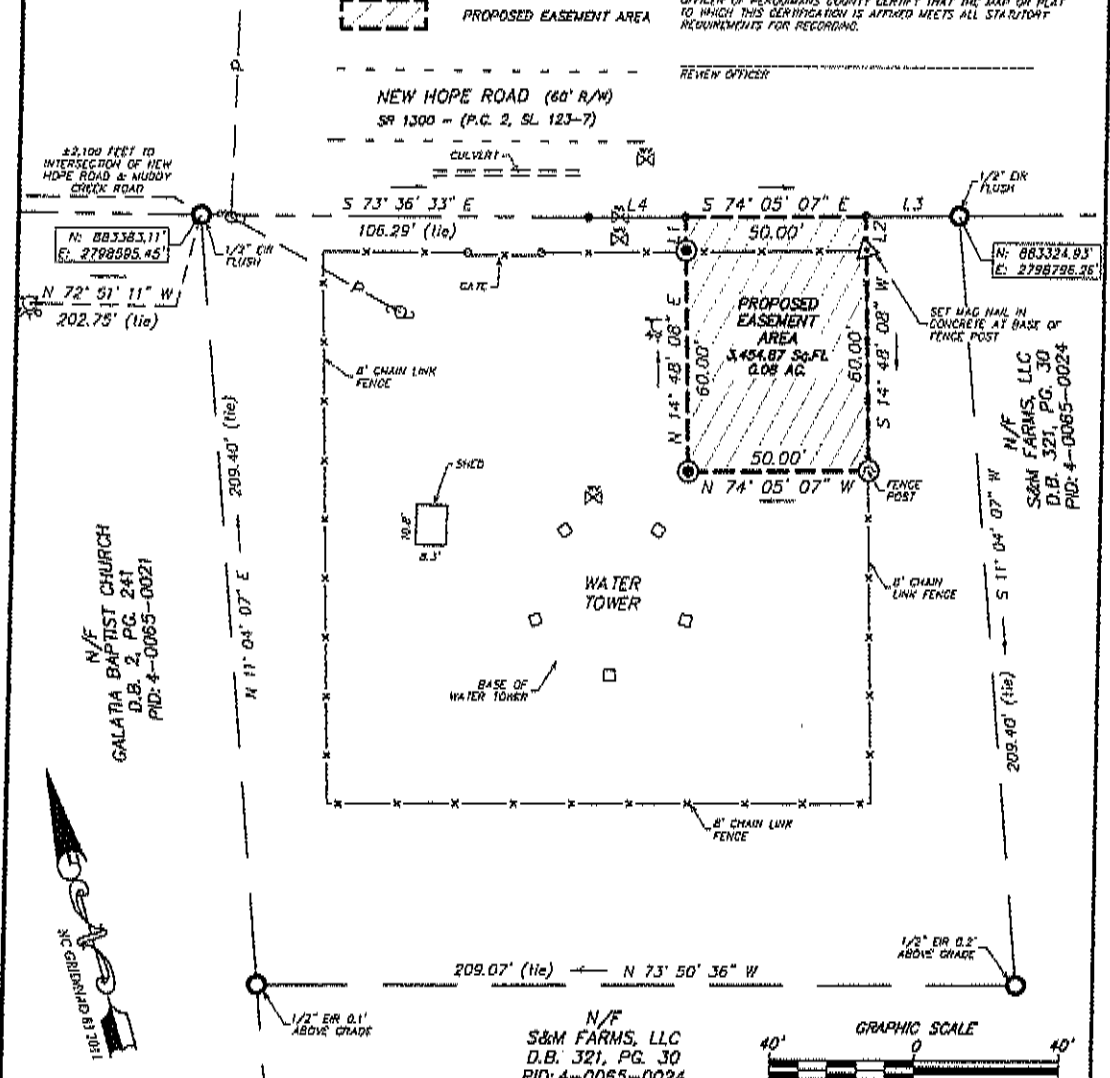 PROPOSED EASEMENT AREA
OFFICER OF PERQUIMANS COUNTY CERTIFY THAT THE MAP OR PLAT
TO WHICH THIS CERTIFICATION IS AFFIXED MEETS ALL STATUTORY
REQUIREMENTS FOR RECORDING.
REVIEW OFFICER
NEW HOPE ROAD (60' R/W)
SR 1300 - (P.C. 2, SL 123-7)
±2,100 FEET TO
INTERSECTION OF NEW
HOPE ROAD & MUDDY
CREEK ROAD
CULVERT
1/2" EIR
FLUSH
S 73° 36' 33" E
106.29' (tie)
L4
S 74° 05' 07" E
50.00'
L3
L1
L2
N: 883383.11'
E: 2798595.45'
1/2" EIR
FLUSH
N: 883324.93'
E: 2798796.26'
GATE
N 72° 51' 11" W
202.75' (tie)
PROPOSED
EASEMENT
AREA
3,454.87 Sq.Ft.
0.08 AC.
N 14° 48' 08" E
60.00'
60.00'
S 14° 48' 08" W
SET MAG NAIL IN
CONCRETE AT BASE OF
FENCE POST
8' CHAIN LINK
FENCE
50.00'
N 74° 05' 07" W
FENCE
POST
N/F
S&M FARMS, LLC
D.B. 321, PG. 30
PID: 4-0065-0024
SHED
10.8'
8.3'
WATER
TOWER
BASE OF
WATER TOWER
8' CHAIN
LINK FENCE
209.40' (tie)
N 11° 04' 07" E
S 11° 04' 07" W
209.40' (tie)
N/F
GALATIA BAPTIST CHURCH
D.B. 2, PG. 241
PID: 4-0065-0021
8' CHAIN LINK
FENCE
NC GRID
1/2" EIR 0.2'
ABOVE GRADE
209.07' (tie)
N 73° 50' 36" W
1/2" EIR 0.1'
ABOVE GRADE
N/F
S&M FARMS, LLC
D.B. 321, PG. 30
PID: 4-0065-0024
GRAPHIC SCALE
40' 0 40'